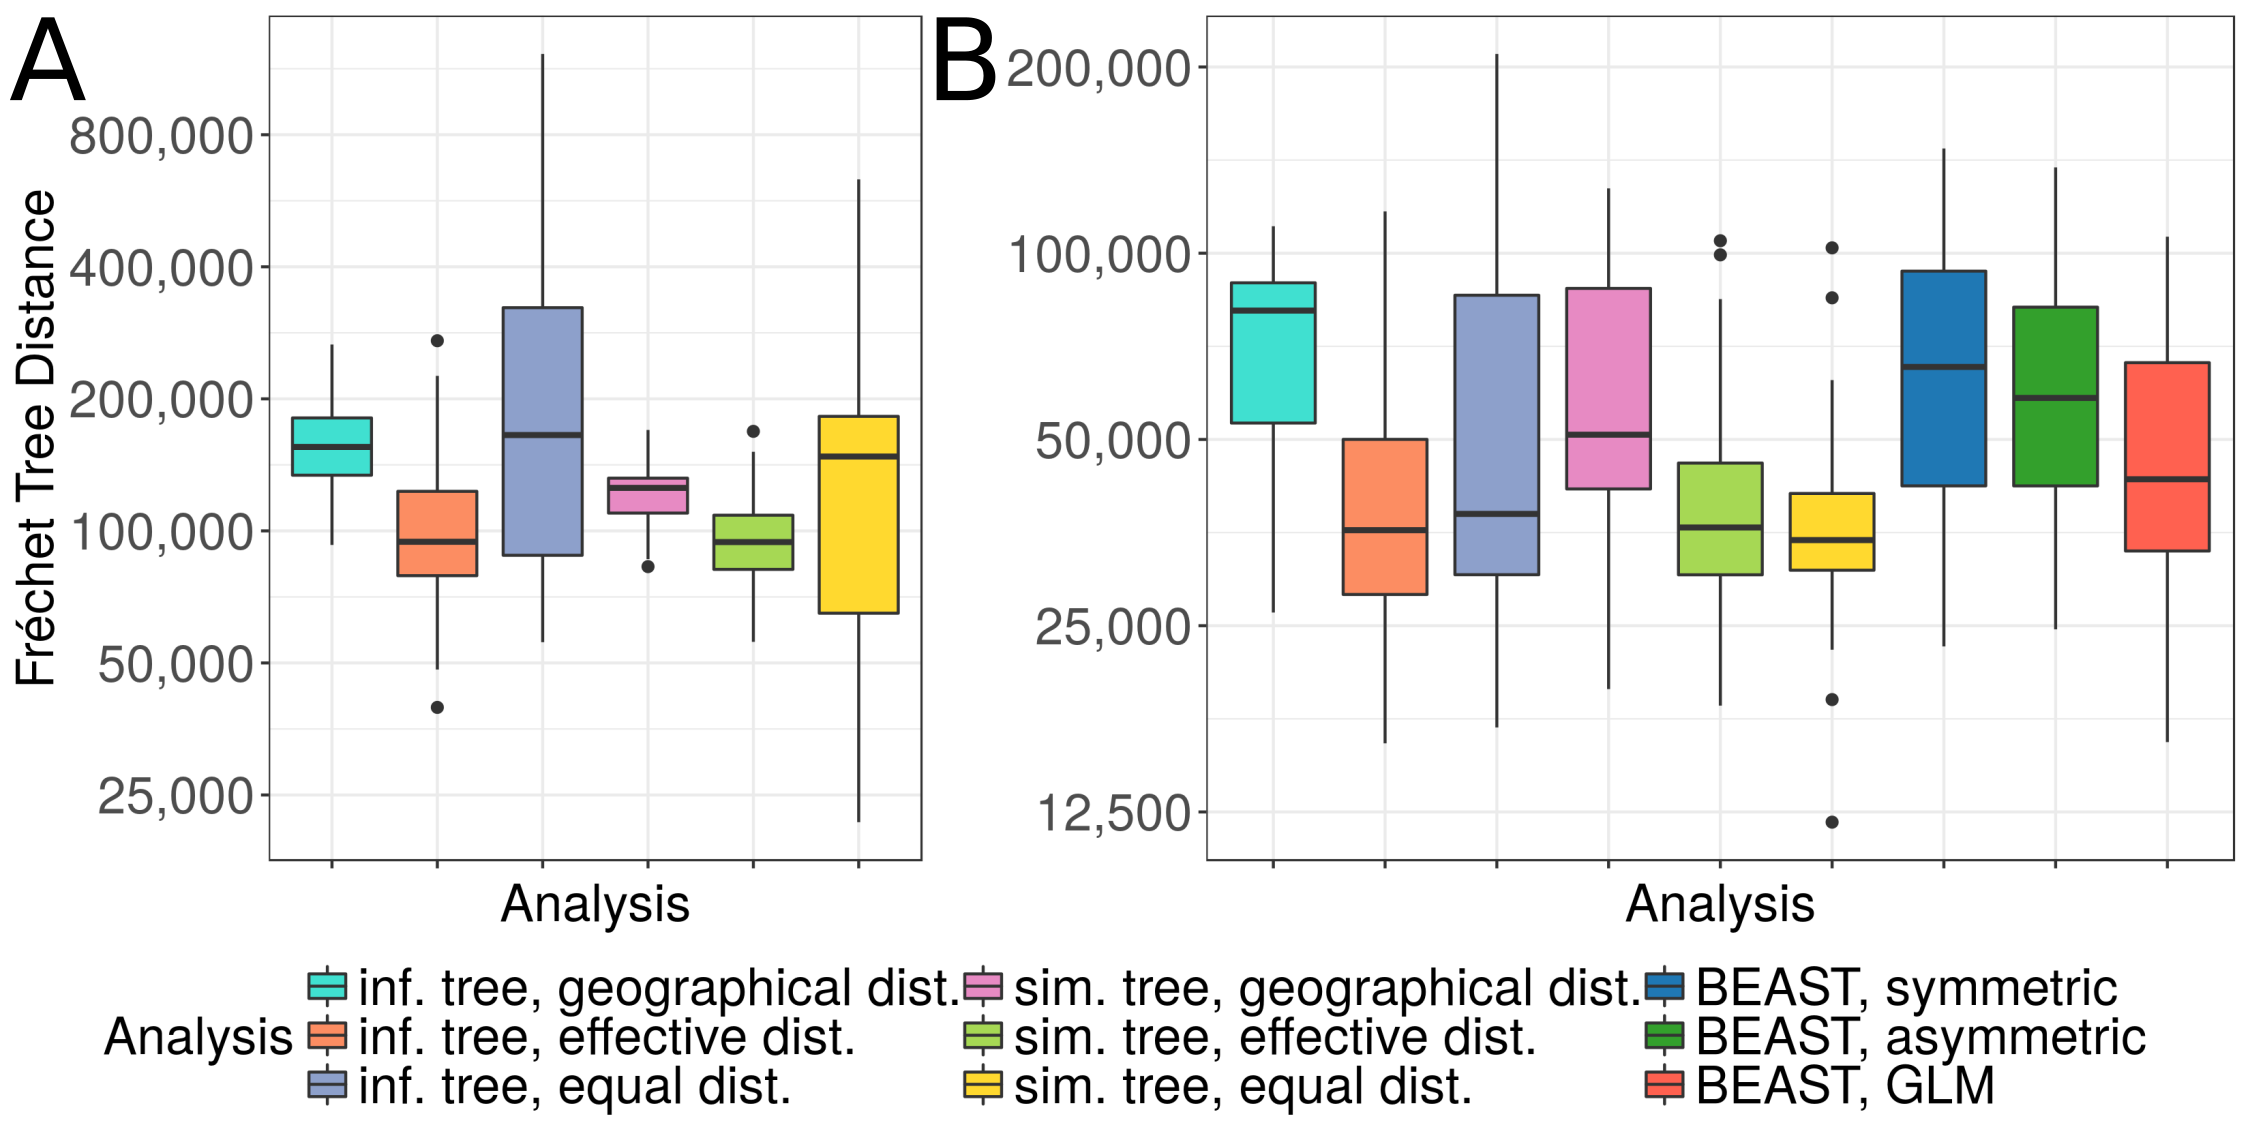 A
B
Fréchet Tree Distance
800,000
400,000
200,000
100,000
50,000
25,000
200,000
100,000
50,000
25,000
12,500
Analysis
Analysis
Analysis
inf. tree, geographical dist.
inf. tree, effective dist.
inf. tree, equal dist.
sim. tree, geographical dist.
sim. tree, effective dist.
sim. tree, equal dist.
BEAST, symmetric
BEAST, asymmetric
BEAST, GLM